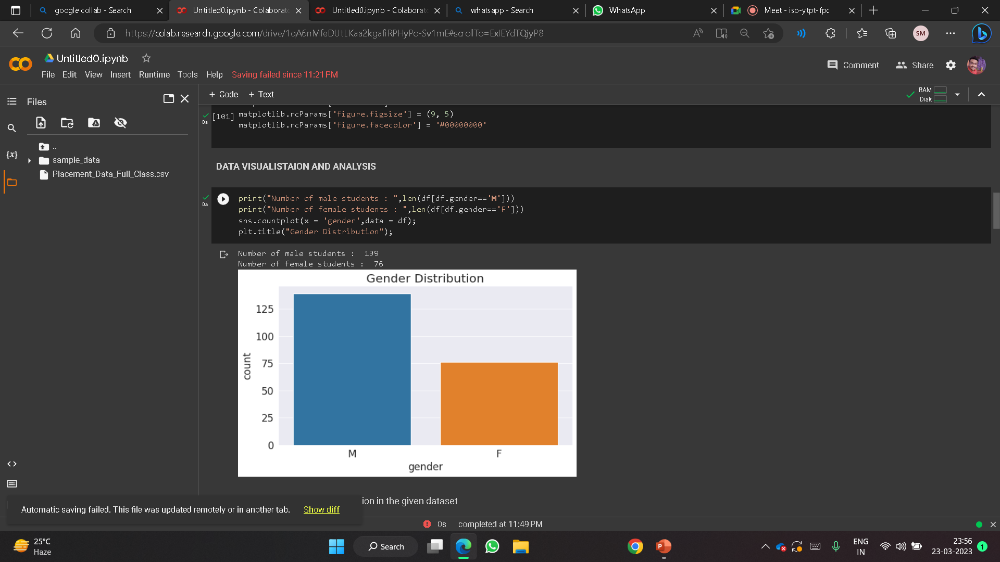 google collab - Search
Untitled0.ipynb - Colaborato
Untitled0.ipynb - Colaborato
whatsapp - Search
WhatsApp
Meet - iso-ytpt-fpc
https://colab.research.google.com/drive/1qA6nMfeDUtLKaa2kgafiRPHyPo-Sv1mE#scrollTo=ExIEYdTQjyP8
SM
Untitled0.ipynb
Comment
Share
File Edit View Insert Runtime Tools Help Saving failed since 11:21 PM
Files
+ Code + Text
RAM
Disk
{x}
..
sample_data
Placement_Data_Full_Class.csv
0s
[101] matplotlib.rcParams['figure.figsize'] = (9, 5)
matplotlib.rcParams['figure.facecolor'] = '#00000000'
DATA VISUALISTAION AND ANALYSIS
0s
print("Number of male students : ",len(df[df.gender=='M']))
print("Number of female students : ",len(df[df.gender=='F']))
sns.countplot(x = 'gender',data = df);
plt.title("Gender Distribution");
Number of male students :  139
Number of female students :  76
Gender Distribution
125
100
75
50
25
0
count
M
F
gender
ion in the given dataset
Automatic saving failed. This file was updated remotely or in another tab. Show diff
0s completed at 11:49 PM
25°C
Haze
Search
ENG
IN
23:56
23-03-2023
1